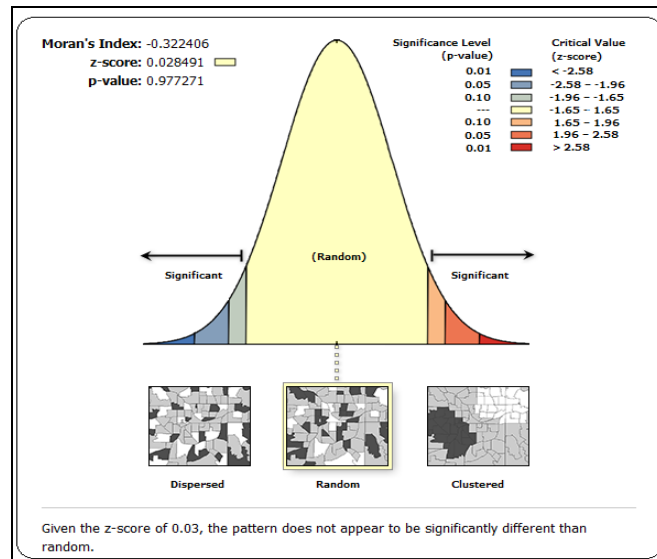 Moran's Index: -0.322406
z-score: 0.028491
p-value: 0.977271
Significance Level
(p-value)
Critical Value
(z-score)
0.01 < -2.58
0.05 -2.58 – -1.96
0.10 -1.96 – -1.65
--- -1.65 – 1.65
0.10 1.65 – 1.96
0.05 1.96 – 2.58
0.01 > 2.58
Significant
(Random)
Significant
Dispersed
Random
Clustered
Given the z-score of 0.03, the pattern does not appear to be significantly different than
random.